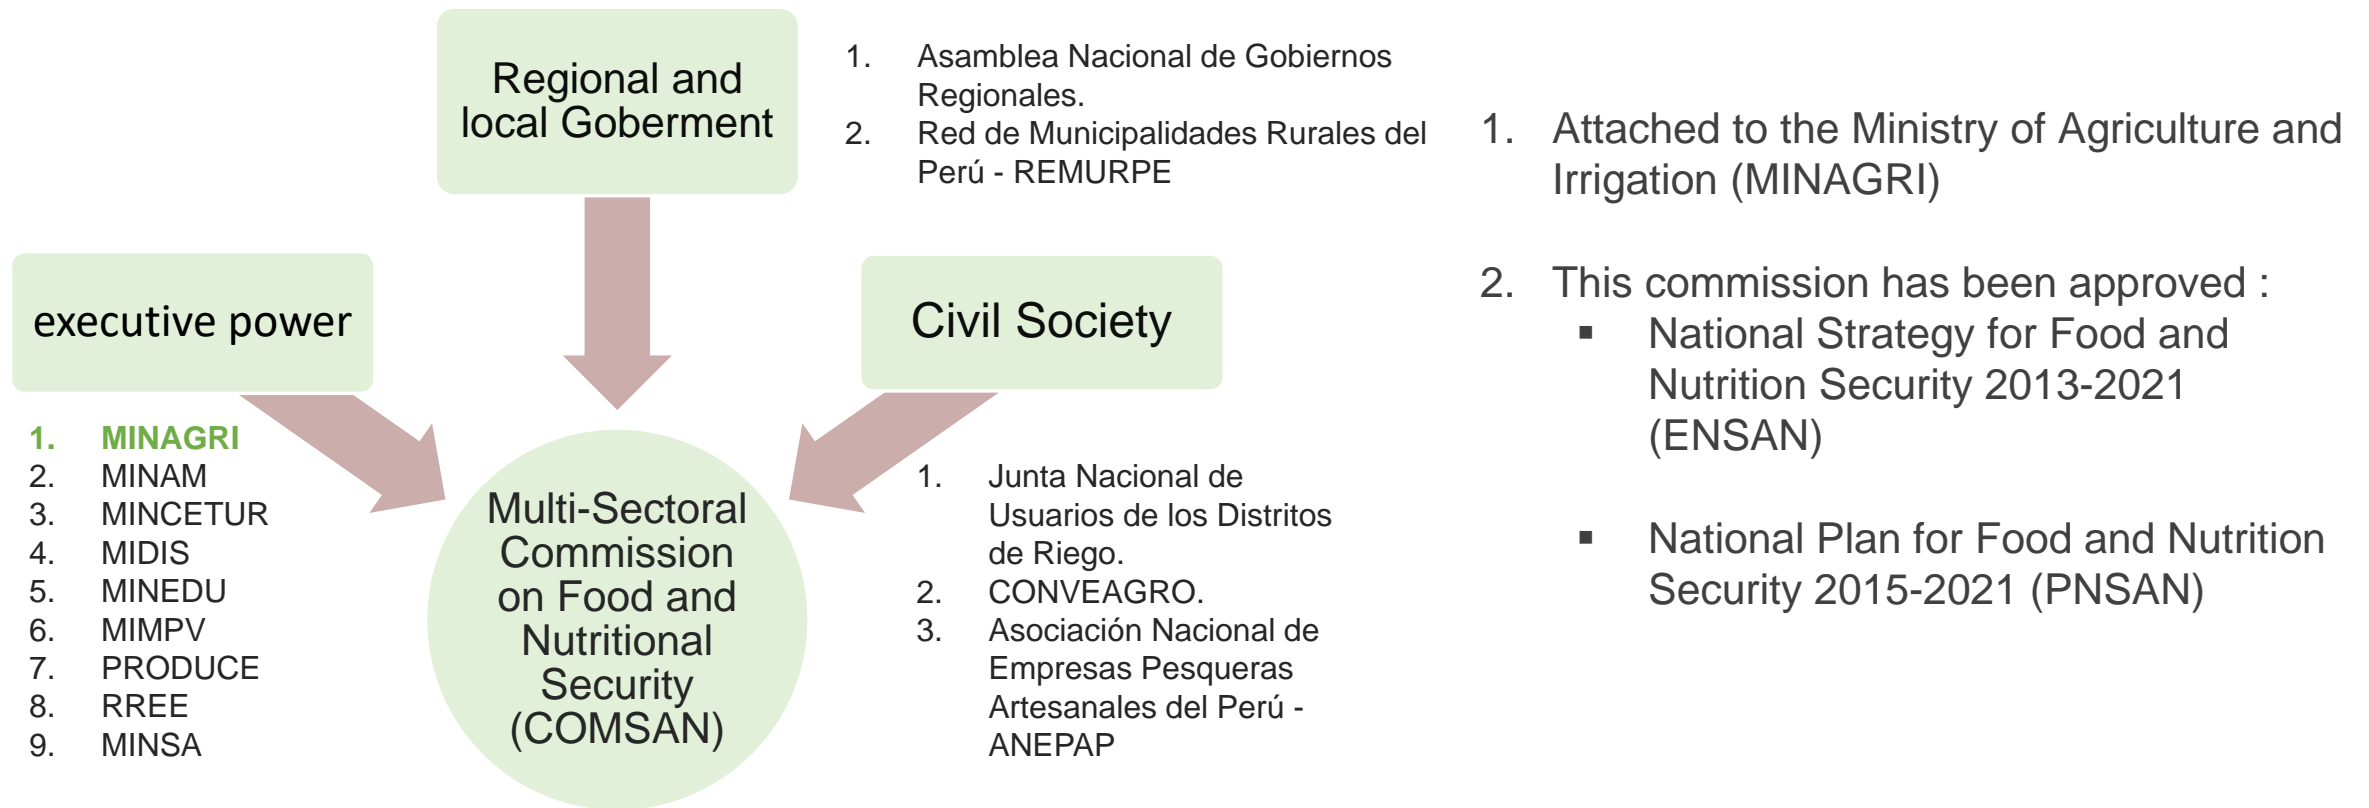 Regional and
local Goberment
1. Asamblea Nacional de Gobiernos
Regionales.
2. Red de Municipalidades Rurales del
Perú - REMURPE
executive power
1. MINAGRI
2. MINAM
3. MINCETUR
4. MIDIS
5. MINEDU
6. MIMPV
7. PRODUCE
8. RREE
9. MINSA
Multi-Sectoral
Commission
on Food and
Nutritional
Security
(COMSAN)
Civil Society
1. Junta Nacional de
Usuarios de los Distritos
de Riego.
2. CONVEAGRO.
3. Asociación Nacional de
Empresas Pesqueras
Artesanales del Perú -
ANEPAP
1. Attached to the Ministry of Agriculture and
Irrigation (MINAGRI)
2. This commission has been approved :
▪ National Strategy for Food and
Nutrition Security 2013-2021
(ENSAN)
▪ National Plan for Food and Nutrition
Security 2015-2021 (PNSAN)